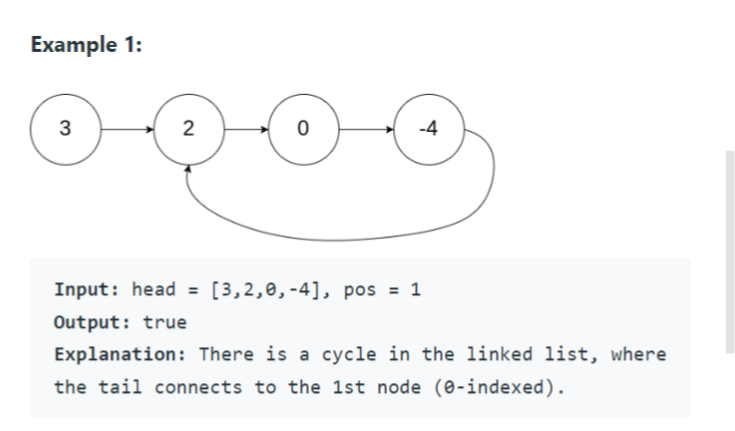 Example 1:
3 2 0 -4
Input: head = [3,2,0,-4], pos = 1
Output: true
Explanation: There is a cycle in the linked list, where
the tail connects to the 1st node (0-indexed).